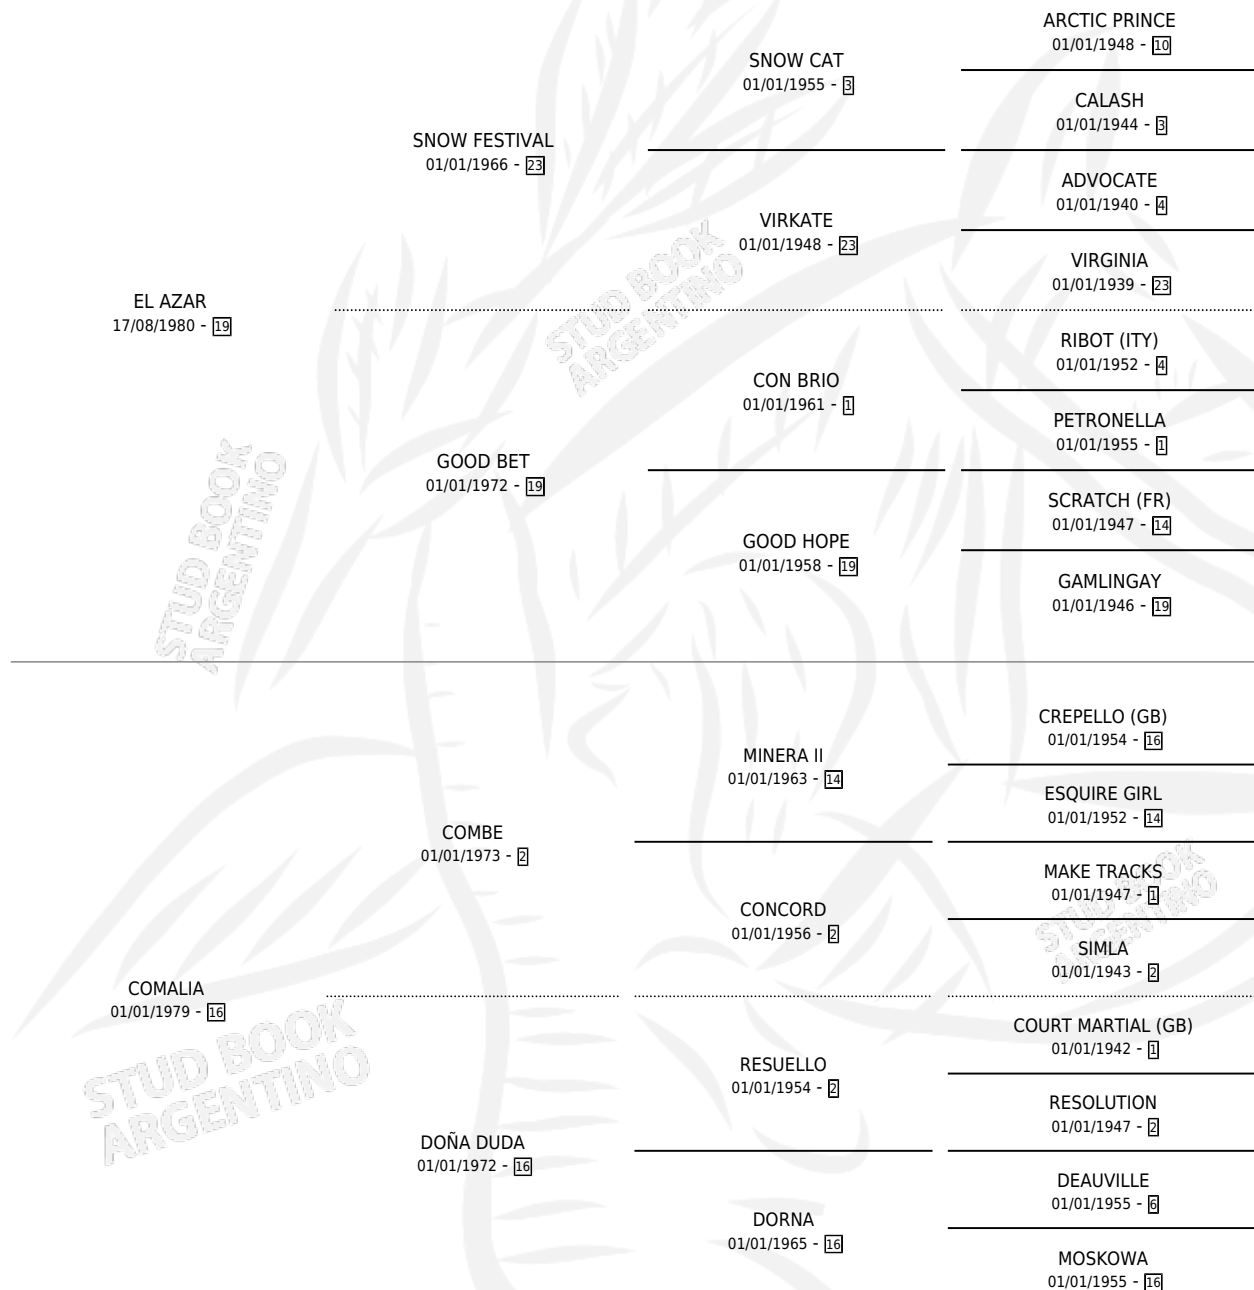 ARCTIC PRINCE
01/01/1948 - 10
SNOW CAT
01/01/1955 - 3
CALASH
01/01/1944 - 3
SNOW FESTIVAL
01/01/1966 - 23
ADVOCATE
01/01/1940 - 4
VIRKATE
01/01/1948 - 23
VIRGINIA
01/01/1939 - 23
EL AZAR
17/08/1980 - 19
RIBOT (ITY)
01/01/1952 - 4
CON BRIO
01/01/1961 - 1
PETRONELLA
01/01/1955 - 1
GOOD BET
01/01/1972 - 19
SCRATCH (FR)
01/01/1947 - 14
GOOD HOPE
01/01/1958 - 19
GAMLINGAY
01/01/1946 - 19
CREPELLO (GB)
01/01/1954 - 16
MINERA II
01/01/1963 - 14
ESQUIRE GIRL
01/01/1952 - 14
COMBE
01/01/1973 - 2
MAKE TRACKS
01/01/1947 - 1
CONCORD
01/01/1956 - 2
SIMLA
01/01/1943 - 2
COMALIA
01/01/1979 - 16
COURT MARTIAL (GB)
01/01/1942 - 1
RESUELLO
01/01/1954 - 2
RESOLUTION
01/01/1947 - 2
DOÑA DUDA
01/01/1972 - 16
DEAUVILLE
01/01/1955 - 6
DORNA
01/01/1965 - 16
MOSKOWA
01/01/1955 - 16
STUD BOOK
ARGENTINO
STUD BOOK
ARGENTINO
STUD BOOK
ARGENTINO
STUD BOOK
ARGENTINO